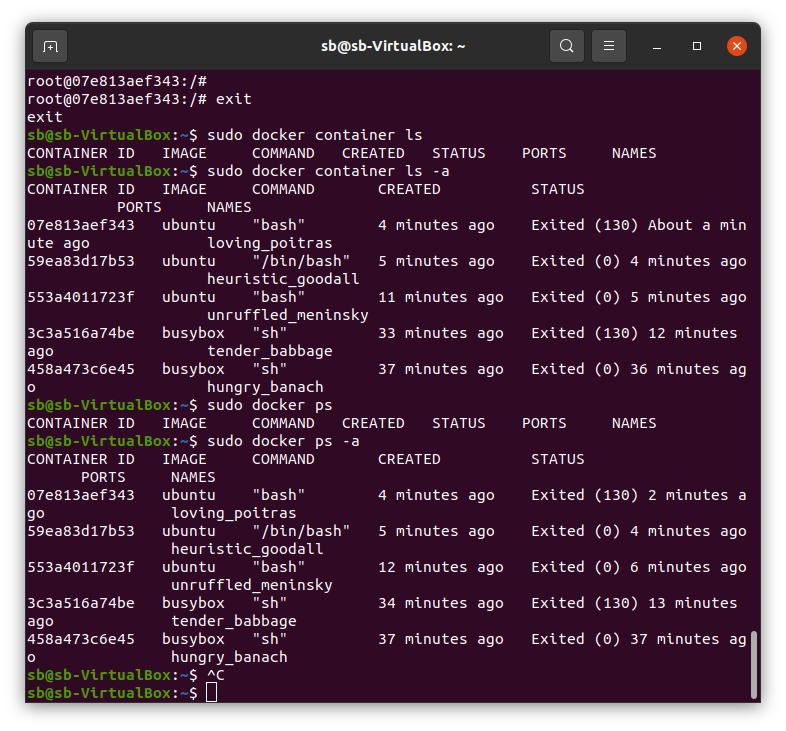 sb@sb-VirtualBox: ~
root@07e813aef343:/#
root@07e813aef343:/# exit
exit
sb@sb-VirtualBox:~$ sudo docker container ls
CONTAINER ID   IMAGE     COMMAND   CREATED   STATUS    PORTS     NAMES
sb@sb-VirtualBox:~$ sudo docker container ls -a
CONTAINER ID   IMAGE     COMMAND       CREATED          STATUS
          PORTS     NAMES
07e813aef343   ubuntu    "bash"        4 minutes ago    Exited (130) About a min
ute ago             loving_poitras
59ea83d17b53   ubuntu    "/bin/bash"   5 minutes ago    Exited (0) 4 minutes ago
                    heuristic_goodall
553a4011723f   ubuntu    "bash"        11 minutes ago   Exited (0) 5 minutes ago
                    unruffled_meninsky
3c3a516a74be   busybox   "sh"          33 minutes ago   Exited (130) 12 minutes
ago                 tender_babbage
458a473c6e45   busybox   "sh"          37 minutes ago   Exited (0) 36 minutes ag
o                   hungry_banach
sb@sb-VirtualBox:~$ sudo docker ps
CONTAINER ID   IMAGE     COMMAND   CREATED   STATUS    PORTS     NAMES
sb@sb-VirtualBox:~$ sudo docker ps -a
CONTAINER ID   IMAGE     COMMAND       CREATED          STATUS
      PORTS     NAMES
07e813aef343   ubuntu    "bash"        4 minutes ago    Exited (130) 2 minutes a
go              loving_poitras
59ea83d17b53   ubuntu    "/bin/bash"   5 minutes ago    Exited (0) 4 minutes ago
                heuristic_goodall
553a4011723f   ubuntu    "bash"        12 minutes ago   Exited (0) 6 minutes ago
                unruffled_meninsky
3c3a516a74be   busybox   "sh"          34 minutes ago   Exited (130) 13 minutes
ago             tender_babbage
458a473c6e45   busybox   "sh"          37 minutes ago   Exited (0) 37 minutes ag
o               hungry_banach
sb@sb-VirtualBox:~$ ^C
sb@sb-VirtualBox:~$